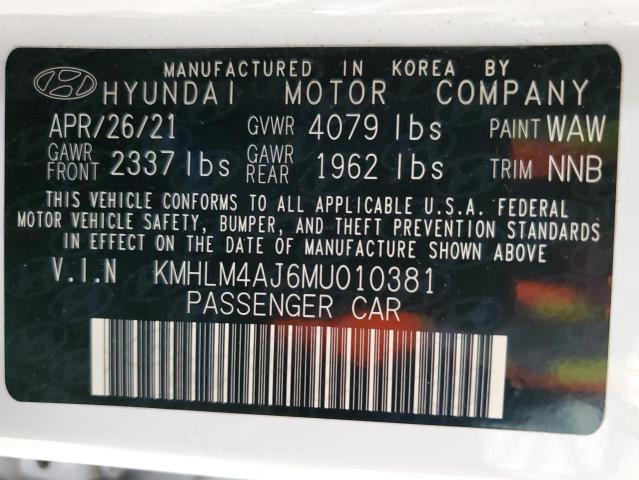 MANUFACTURED IN KOREA BY
HYUNDAI MOTOR COMPANY
APR/26/21 GVWR 4079 lbs PAINT WAW
GAWR FRONT 2337 lbs GAWR REAR 1962 lbs TRIM NNB
THIS VEHICLE CONFORMS TO ALL APPLICABLE U.S.A. FEDERAL
MOTOR VEHICLE SAFETY, BUMPER, AND THEFT PREVENTION STANDARDS
IN EFFECT ON THE DATE OF MANUFACTURE SHOWN ABOVE
V.I.N KMHLM4AJ6MU010381
PASSENGER CAR